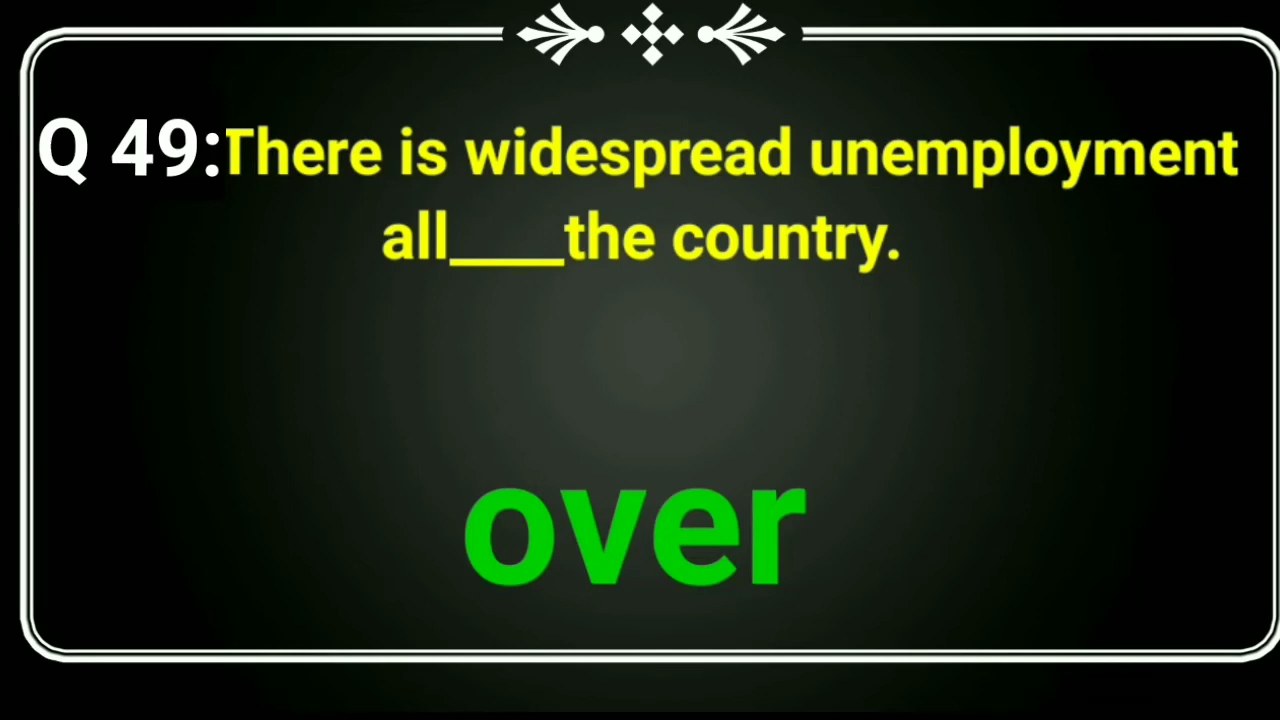 Q 49:There is widespread unemployment
all____the country.
over